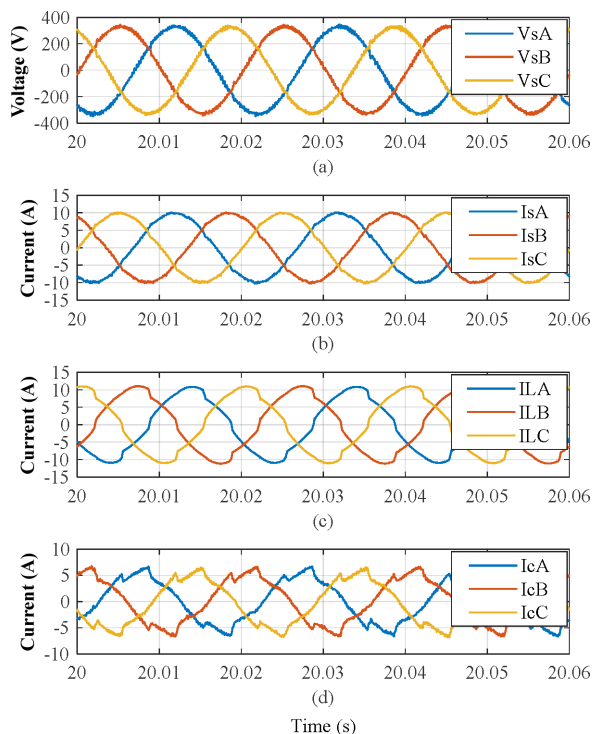 400
200
0
-200
-400
Voltage (V)
VsA
VsB
VsC
20 20.01 20.02 20.03 20.04 20.05 20.06
(a)
15
10
5
0
-5
-10
-15
Current (A)
IsA
IsB
IsC
20 20.01 20.02 20.03 20.04 20.05 20.06
(b)
15
10
5
0
-5
-10
-15
Current (A)
ILA
ILB
ILC
20 20.01 20.02 20.03 20.04 20.05 20.06
(c)
10
5
0
-5
-10
Current (A)
IcA
IcB
IcC
20 20.01 20.02 20.03 20.04 20.05 20.06
(d)
Time (s)